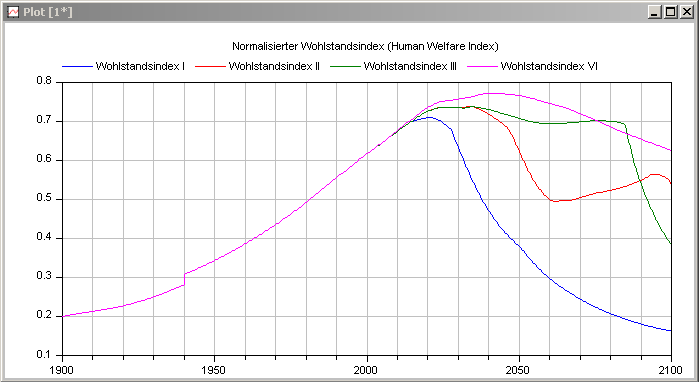 Plot [1*]
Normalisierter Wohlstandsindex (Human Welfare Index)
Wohlstandsindex I Wohlstandsindex II Wohlstandsindex III Wohlstandsindex VI
0.8
0.7
0.6
0.5
0.4
0.3
0.2
0.1
1900 1950 2000 2050 2100